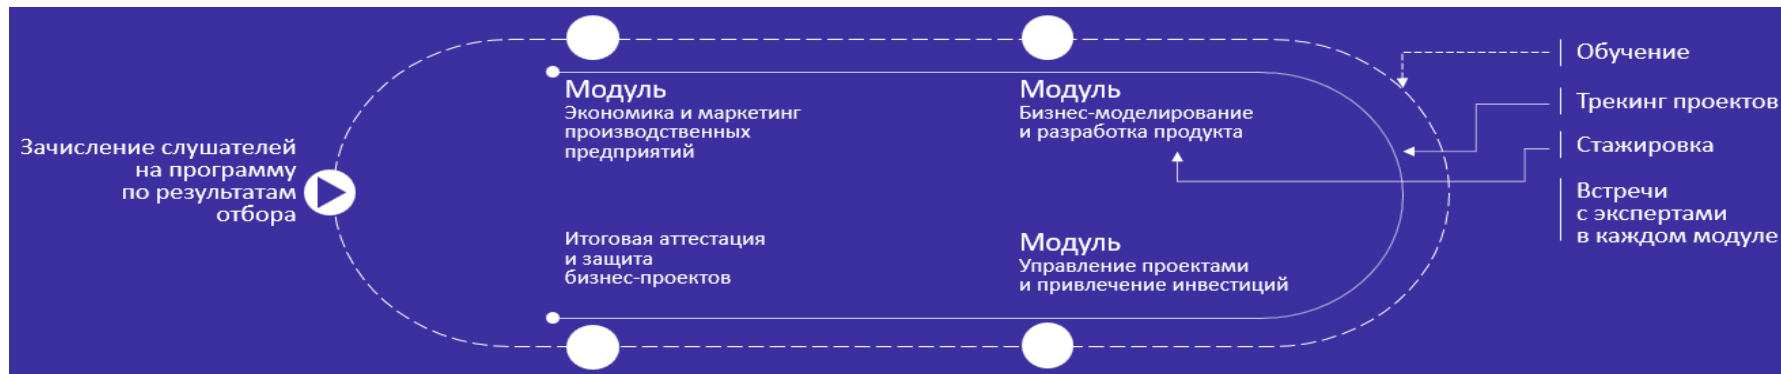 Зачисление слушателей
на программу
по результатам
отбора
Модуль
Экономика и маркетинг
производственных
предприятий
Модуль
Бизнес-моделирование
и разработка продукта
Итоговая аттестация
и защита
бизнес-проектов
Модуль
Управление проектами
и привлечение инвестиций
Обучение
Трекинг проектов
Стажировка
Встречи
с экспертами
в каждом модуле